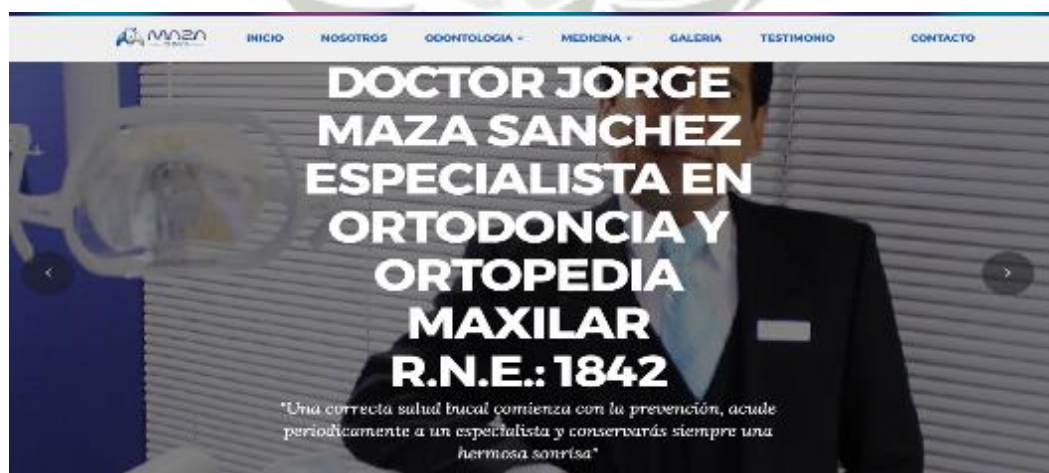 MAZA
INICIO NOSOTROS ODONTOLOGIA MEDICINA GALERIA TESTIMONIO CONTACTO
DOCTOR JORGE
MAZA SANCHEZ
ESPECIALISTA EN
ORTODONCIA Y
ORTOPEDIA
MAXILAR
R.N.E.: 1842
"Una correcta salud bucal comienza con la prevención, acude
periodicamente a un especialista y conservarás siempre una
hermosa sonrisa"